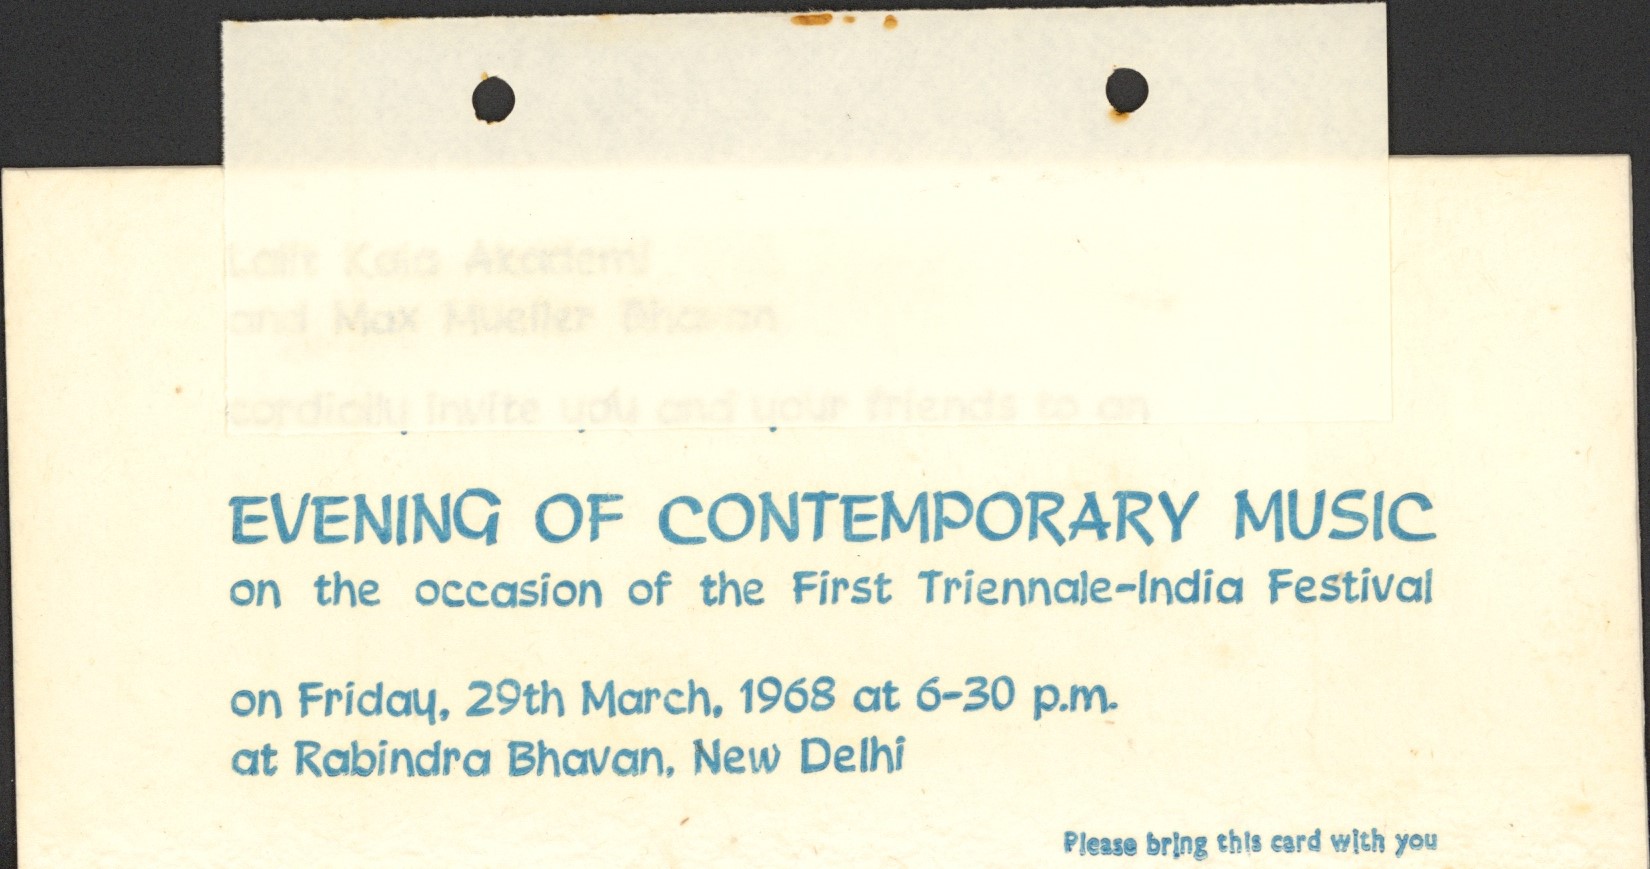 Lalit Kala Akademi
and Max Mueller Bhavan
cordially invite you and your friends to an
EVENING OF CONTEMPORARY MUSIC
on the occasion of the First Triennale-India Festival
on Friday, 29th March, 1968 at 6-30 p.m.
at Rabindra Bhavan, New Delhi
Please bring this card with you